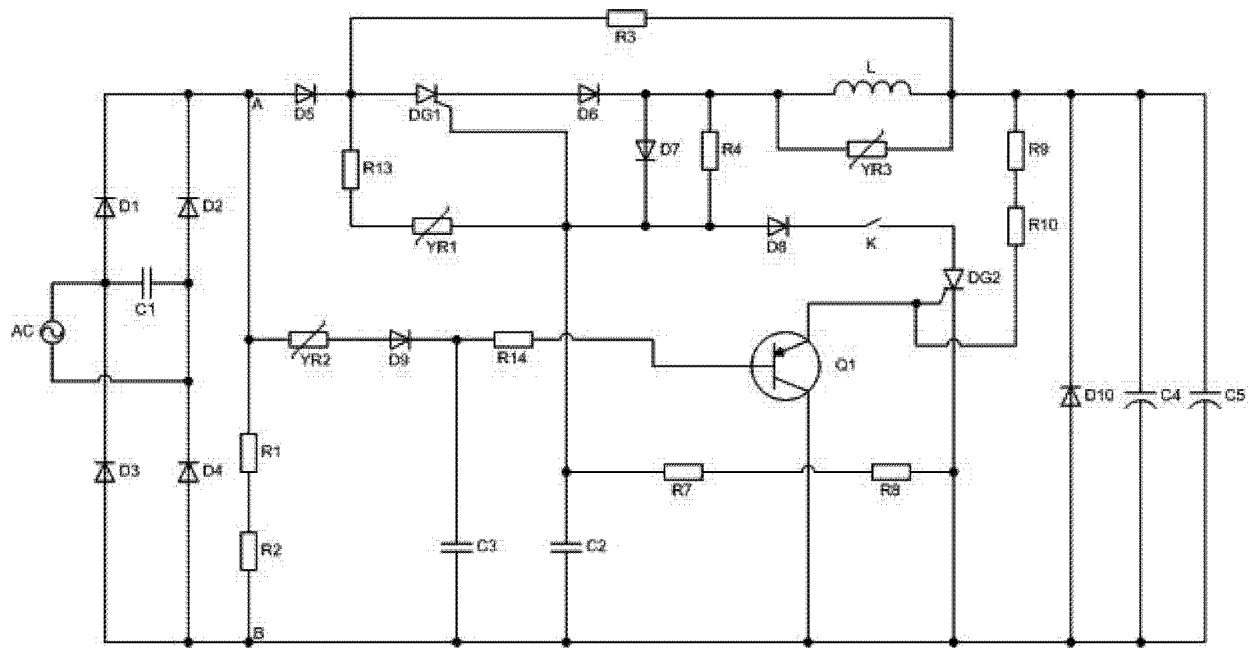 R3
L
A
D5
DG1
D6
D7
R4
YR3
R9
R13
D1
D2
YR1
D8
K
R10
DG2
C1
AC
YR2
D9
R14
Q1
D10
C4
C5
R1
D3
D4
R7
R8
R2
C3
C2
B